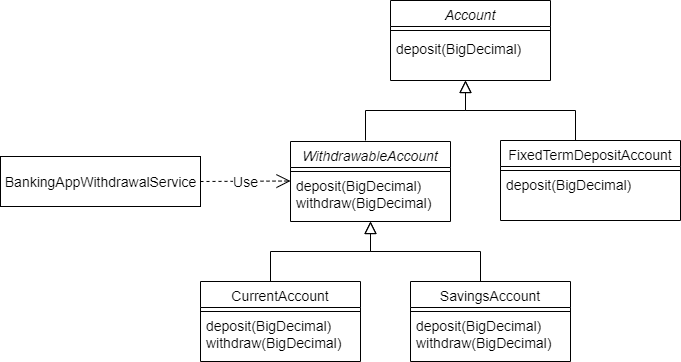 Account
deposit(BigDecimal)
WithdrawableAccount
deposit(BigDecimal)
withdraw(BigDecimal)
FixedTermDepositAccount
deposit(BigDecimal)
BankingAppWithdrawalService
Use
CurrentAccount
deposit(BigDecimal)
withdraw(BigDecimal)
SavingsAccount
deposit(BigDecimal)
withdraw(BigDecimal)